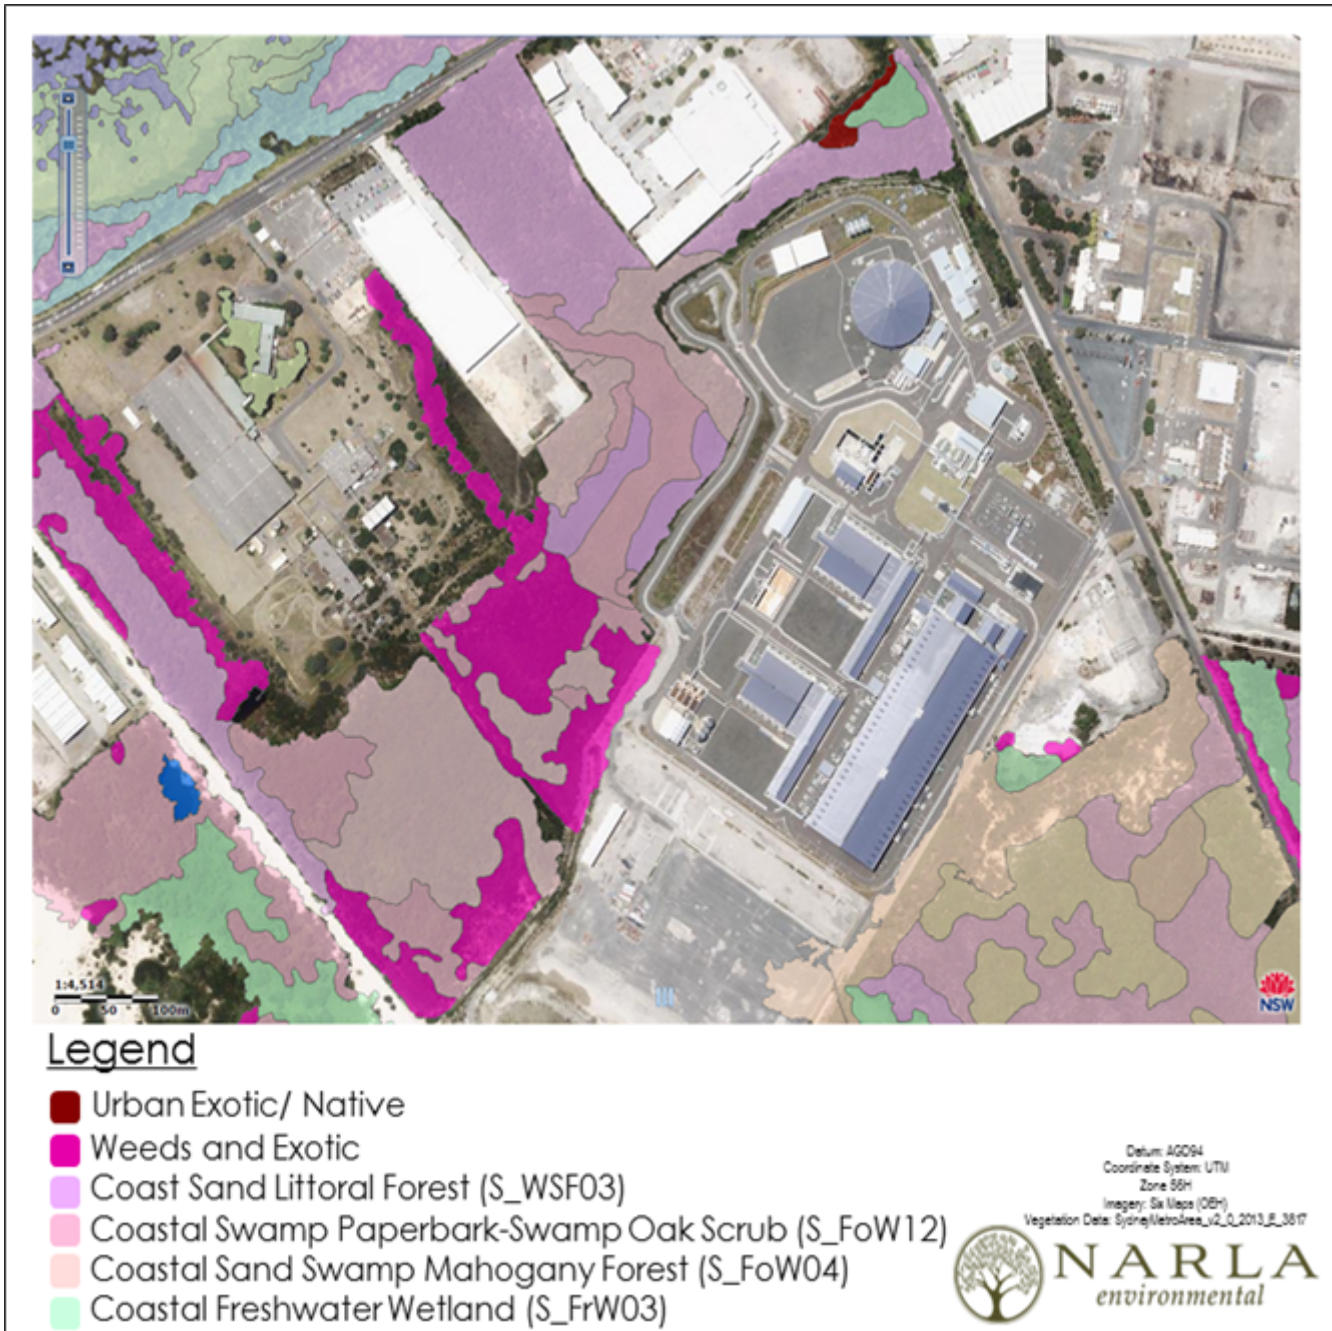 1:4,514
0 50 100m
NSW
Legend
Urban Exotic/ Native
Weeds and Exotic
Coast Sand Littoral Forest (S_WSF03)
Coastal Swamp Paperbark-Swamp Oak Scrub (S_FoW12)
Coastal Sand Swamp Mahogany Forest (S_FoW04)
Coastal Freshwater Wetland (S_FrW03)
Datum: AGD94
Coordinate System: UTM
Zone 56H
Imagery: Six Maps (OEH)
Vegetation Data: SydneyMetroArea_v2_0_2013_E_3817
NARLA
environmental